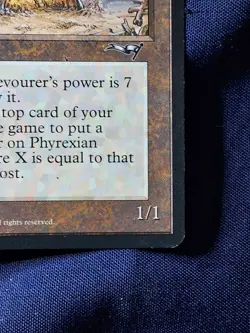 evourer's power is 7
it.
top card of your
game to put a
on Phyrexian
re X is equal to that
ost.
1/1
rights reserved.